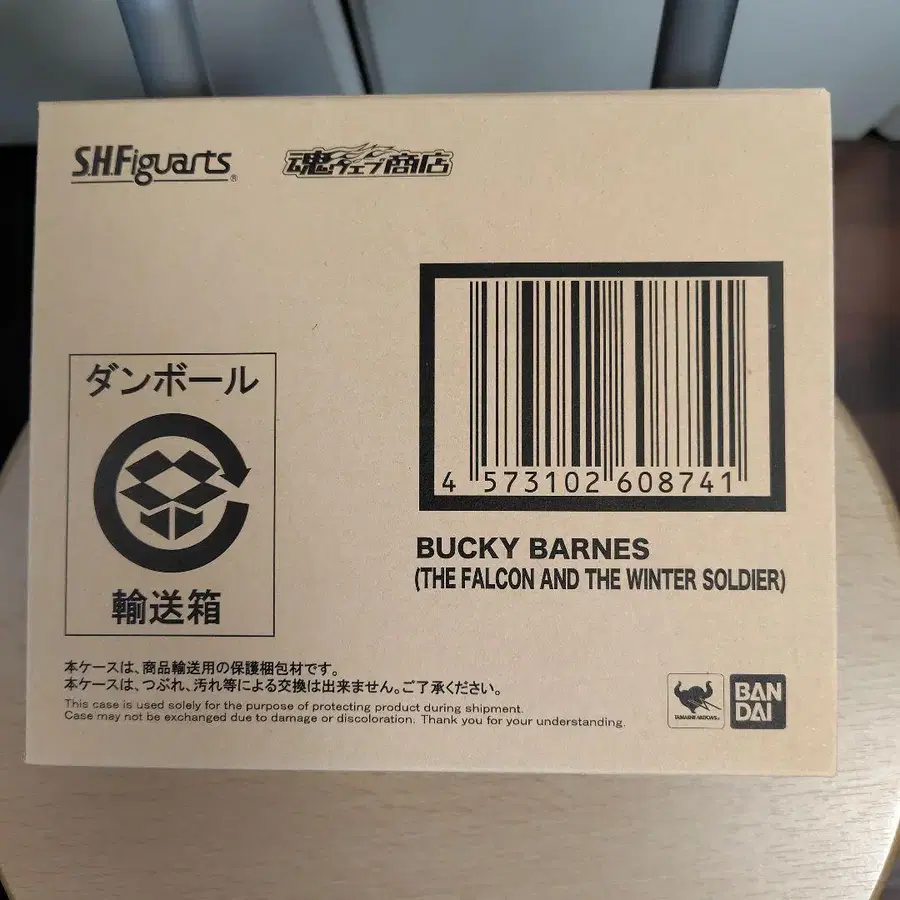 S.H.Figuarts®
魂ウェブ商店
4 573102 608741
BUCKY BARNES
(THE FALCON AND THE WINTER SOLDIER)
ダンボール
輸送箱
本ケースは、商品輸送用の保護梱包材です。
本ケースは、つぶれ、汚れ等による交換は出来ません。ご了承ください。
This case is used solely for the purpose of protecting product during shipment.
Case may not be exchanged due to damage or discoloration. Thank you for your understanding.
TAMASHII NATIONS
BAN
DAI